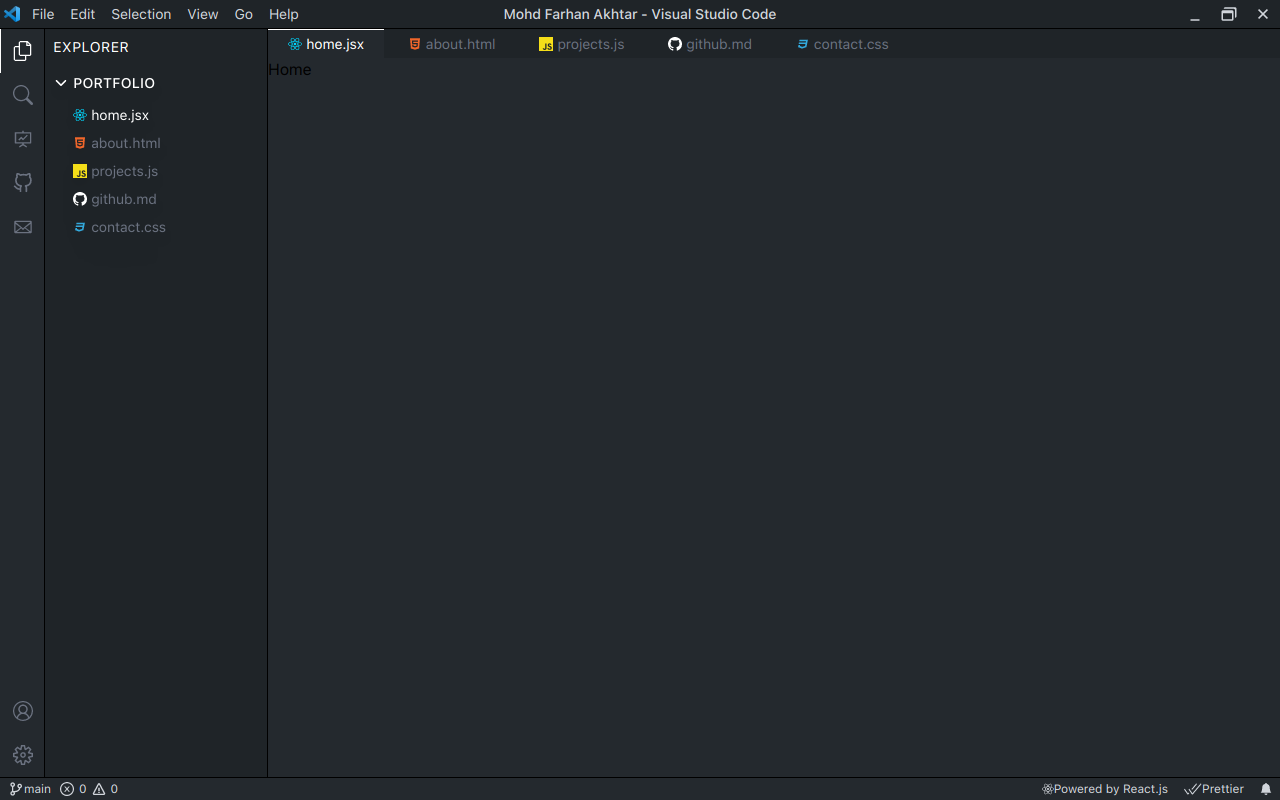 File Edit Selection View Go Help
Mohd Farhan Akhtar - Visual Studio Code
EXPLORER
home.jsx about.html JS projects.js github.md contact.css
Home
PORTFOLIO
home.jsx
about.html
JS projects.js
github.md
contact.css
main 0 0
Powered by React.js Prettier